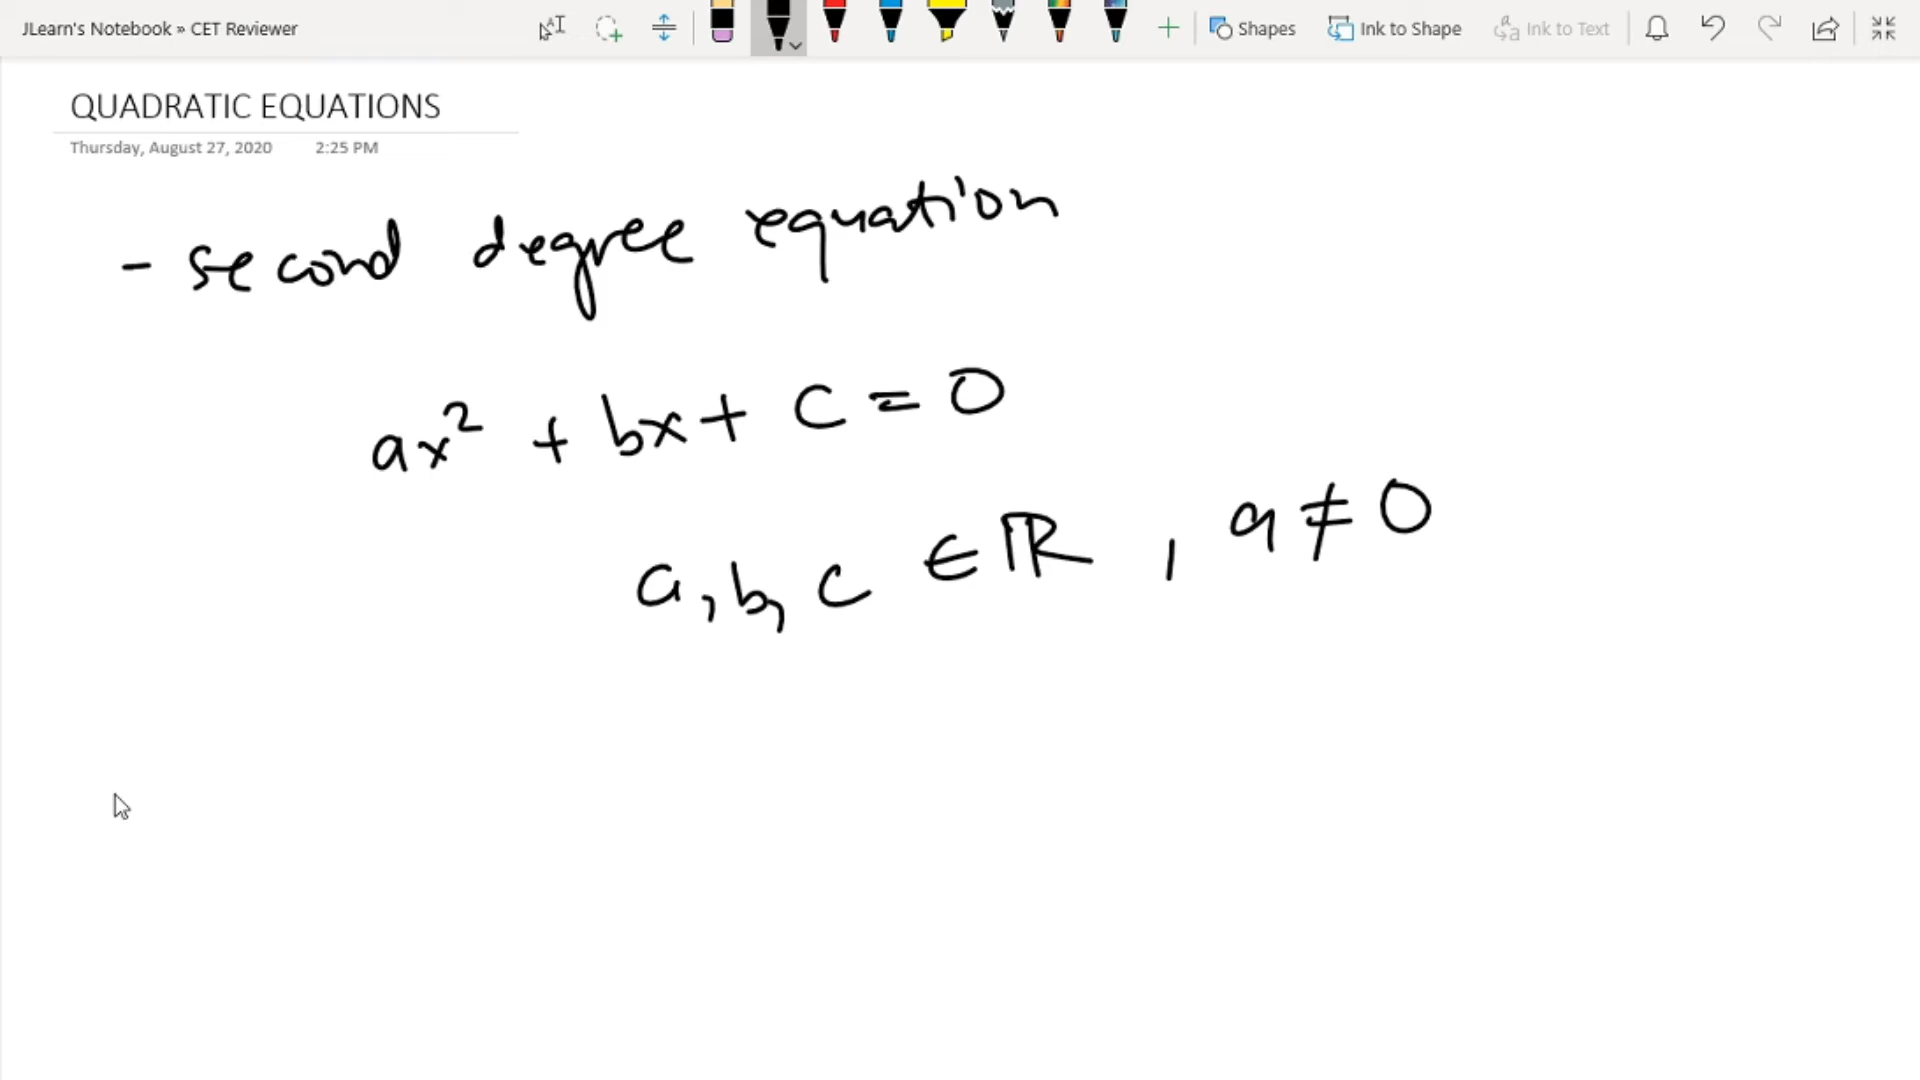 JLearn's Notebook » CET Reviewer Shapes Ink to Shape Ink to Text
QUADRATIC EQUATIONS
Thursday, August 27, 2020 2:25 PM
- second degree equation
ax² + bx + c = 0
a, b, c ∈ ℝ , a ≠ 0